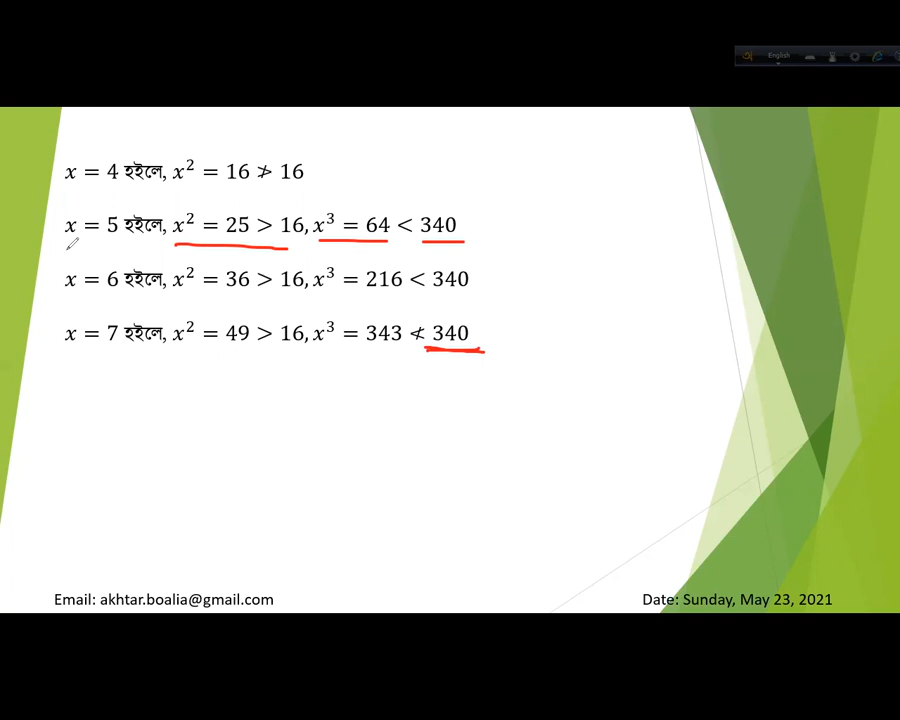 অ English
x = 4 হইলে, x² = 16 ≯ 16
x = 5 হইলে, x² = 25 > 16, x³ = 64 < 340
x = 6 হইলে, x² = 36 > 16, x³ = 216 < 340
x = 7 হইলে, x² = 49 > 16, x³ = 343 ≮ 340
Email: akhtar.boalia@gmail.com
Date: Sunday, May 23, 2021